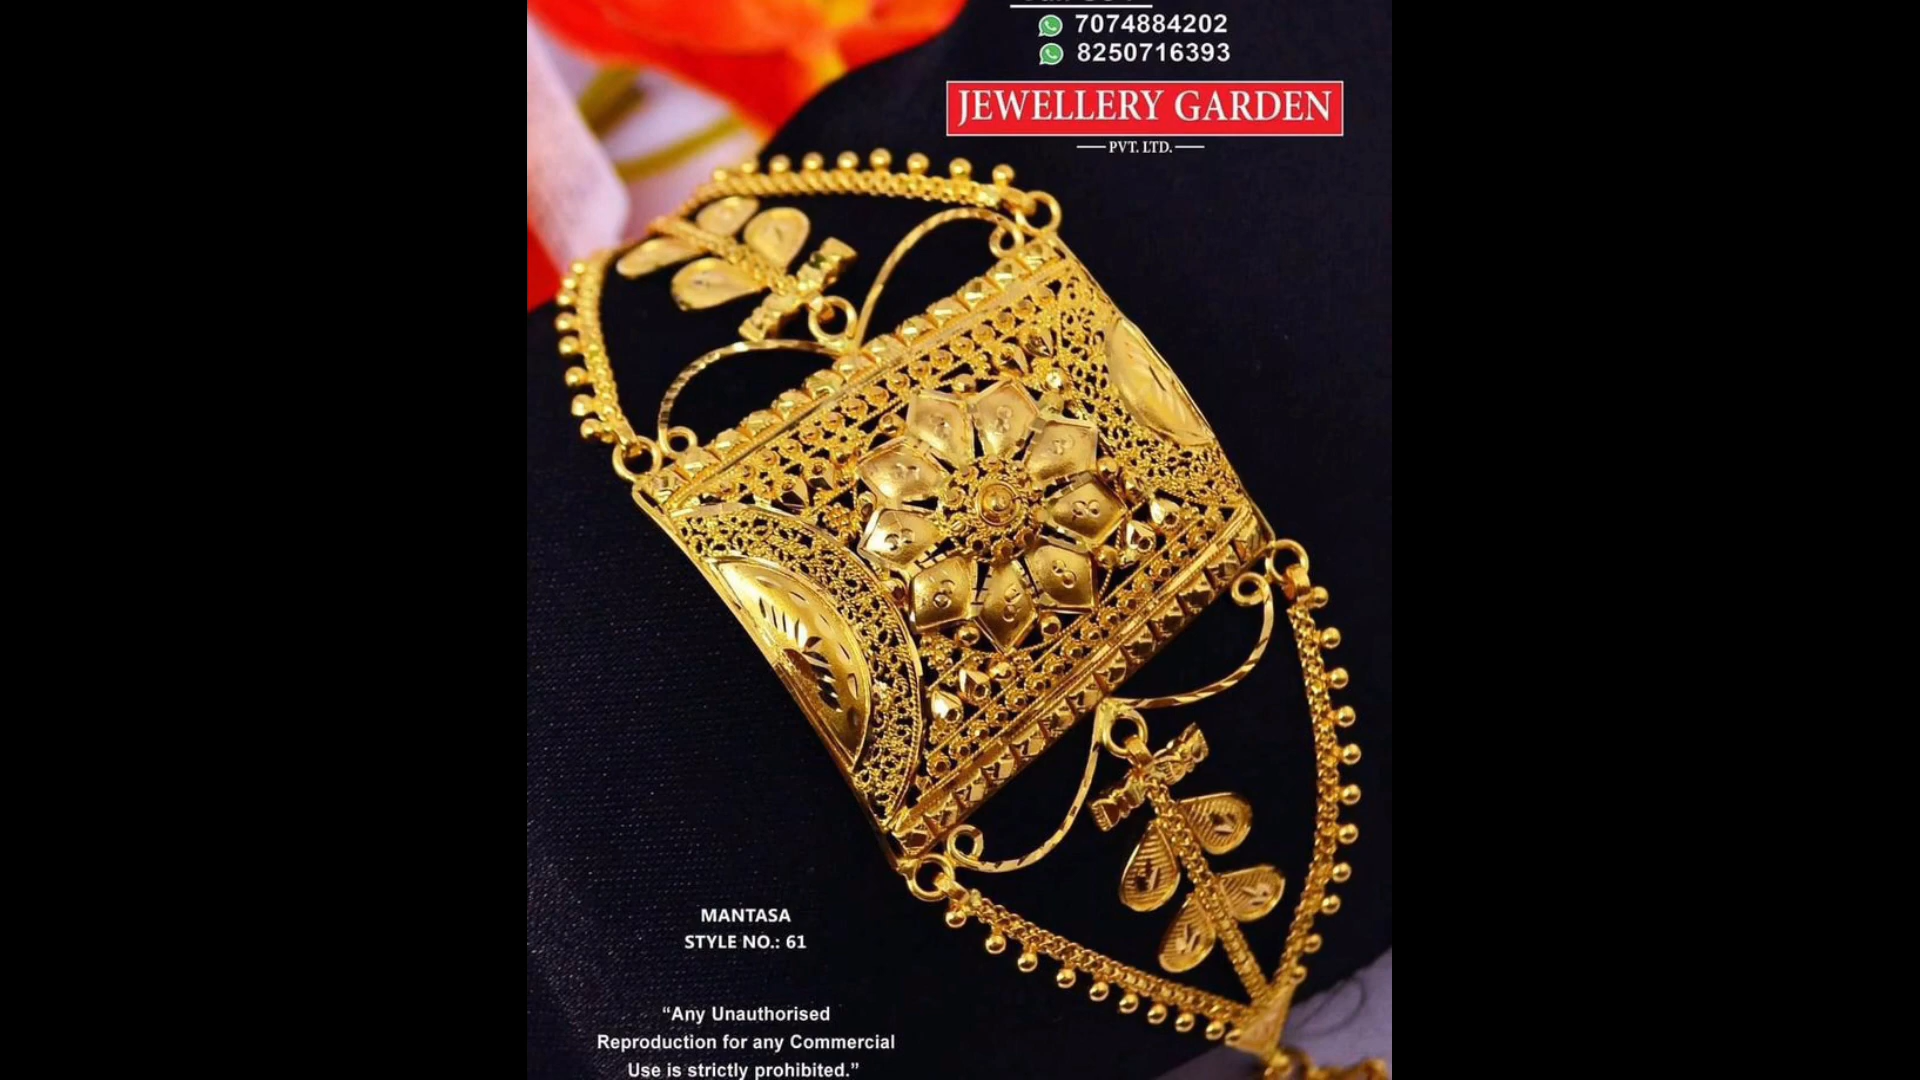 7074884202
8250716393
JEWELLERY GARDEN
PVT. LTD.
MANTASA
STYLE NO.: 61
“Any Unauthorised
Reproduction for any Commercial
Use is strictly prohibited.”